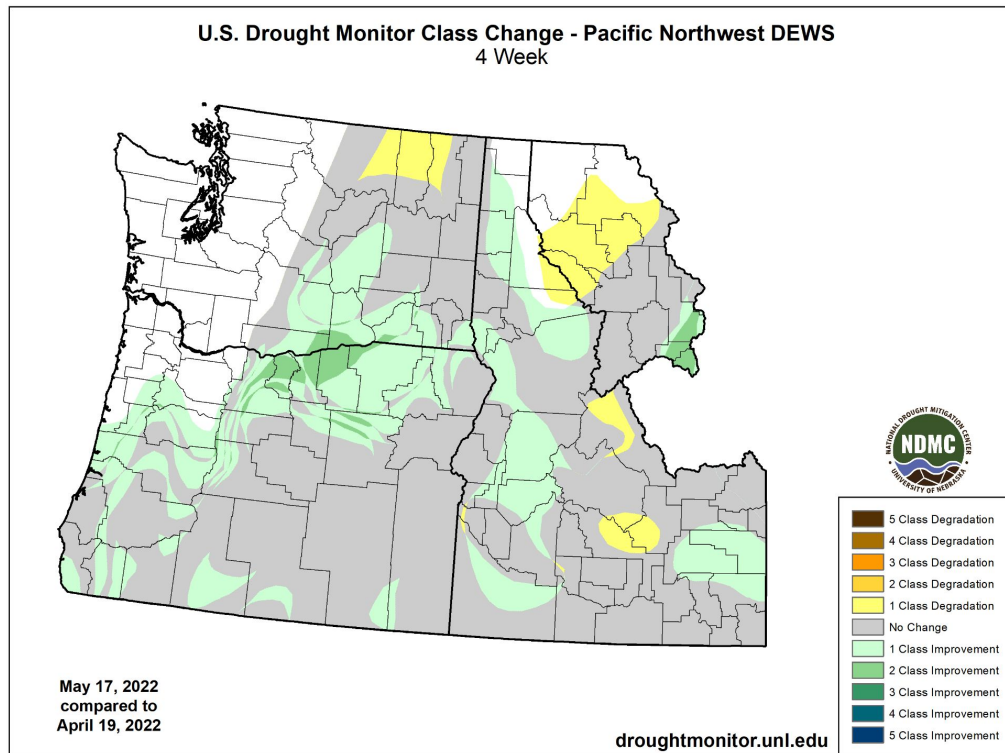 U.S. Drought Monitor Class Change - Pacific Northwest DEWS
4 Week
NATIONAL DROUGHT MITIGATION CENTER
NDMC
UNIVERSITY OF NEBRASKA
5 Class Degradation
4 Class Degradation
3 Class Degradation
2 Class Degradation
1 Class Degradation
No Change
1 Class Improvement
2 Class Improvement
3 Class Improvement
4 Class Improvement
5 Class Improvement
May 17, 2022
compared to
April 19, 2022
droughtmonitor.unl.edu